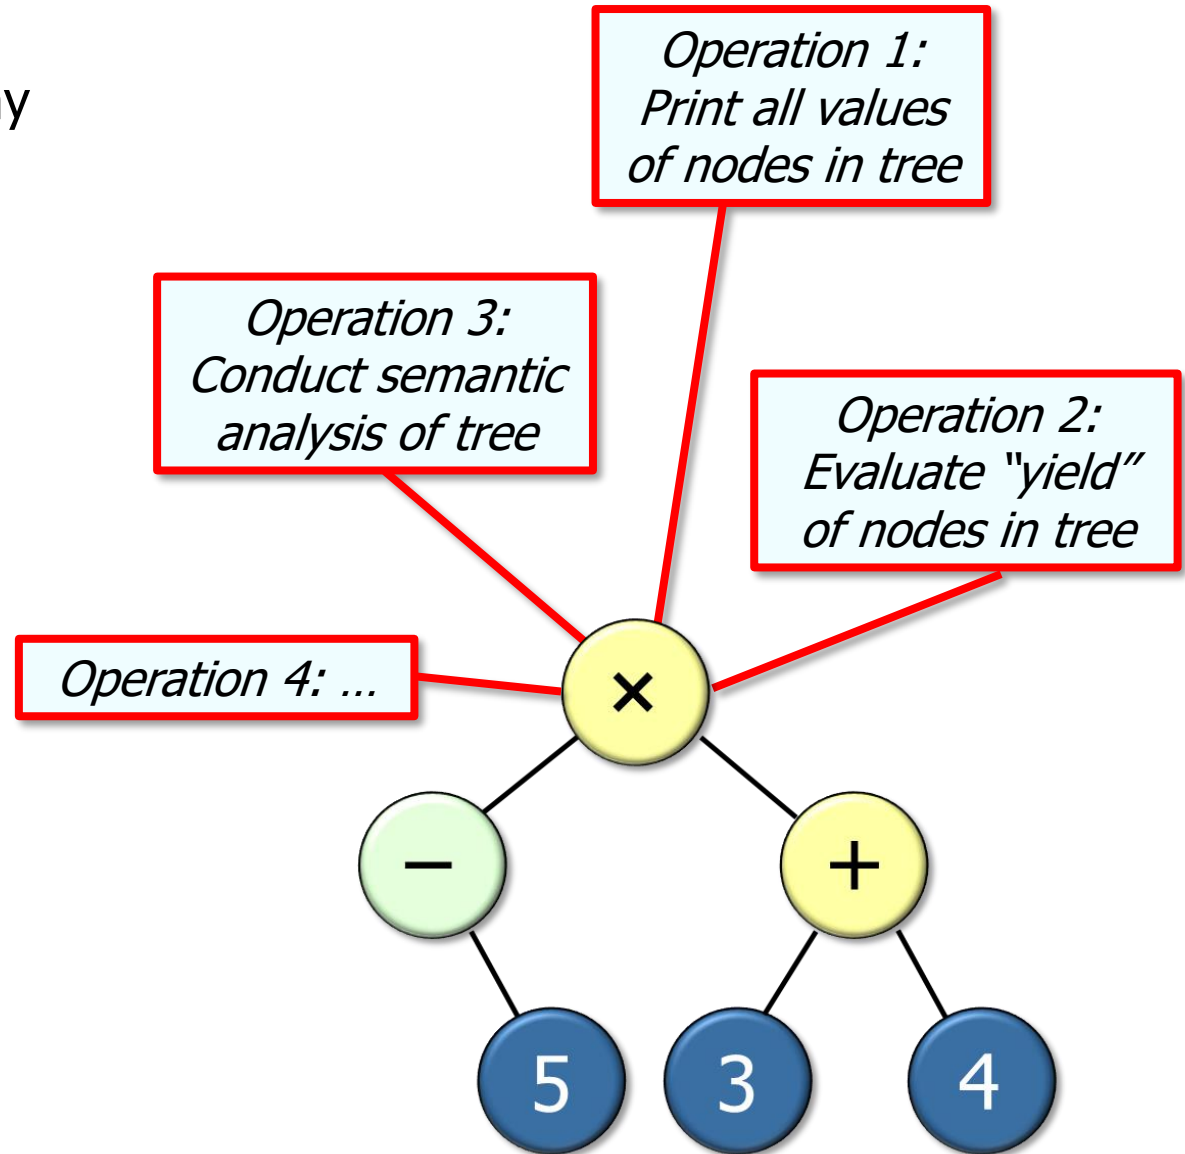 Operation 1:
Print all values
of nodes in tree
Operation 3:
Conduct semantic
analysis of tree
Operation 2:
Evaluate “yield”
of nodes in tree
Operation 4: …
×
−
+
5
3
4